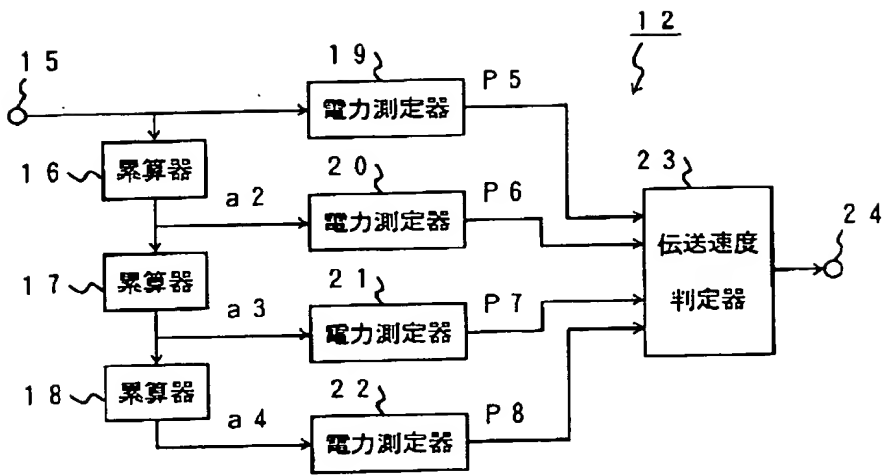 １２
１５
１９
Ｐ５
電力測定器
１６
累算器
２０
Ｐ６
２３
ａ２
電力測定器
２４
伝送速度
判定器
１７
累算器
２１
Ｐ７
ａ３
電力測定器
１８
累算器
２２
Ｐ８
ａ４
電力測定器